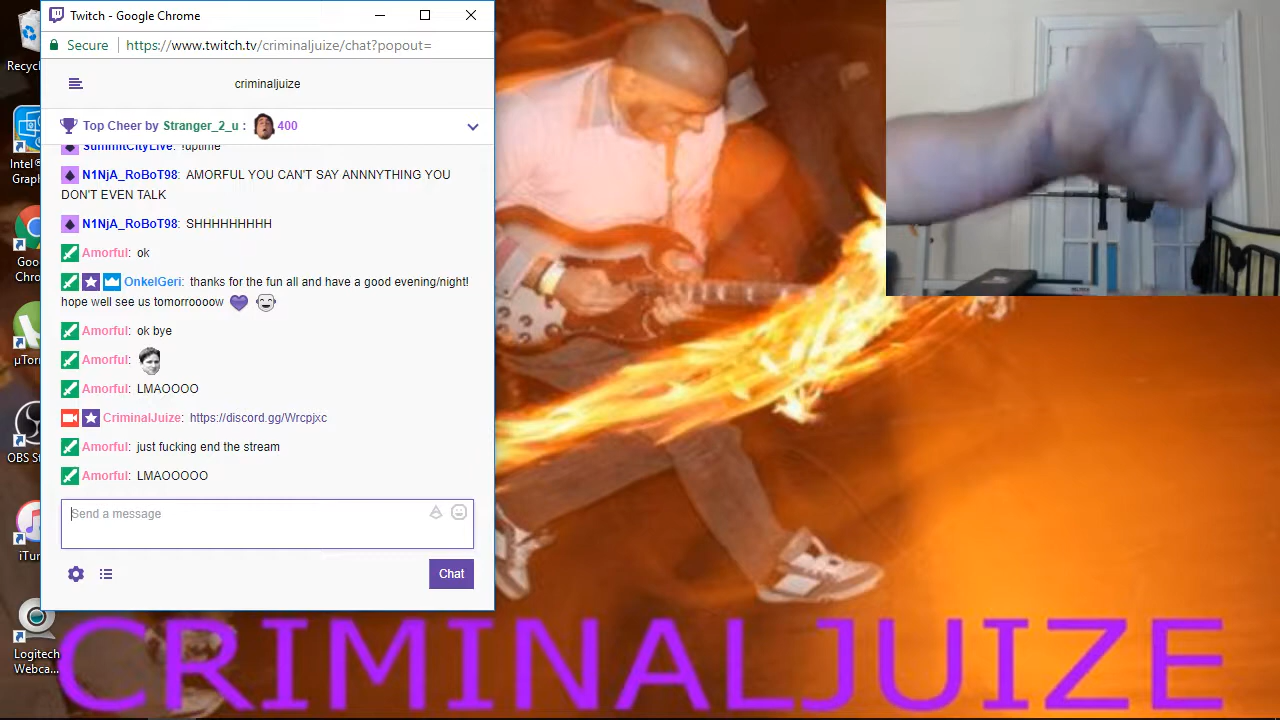 Twitch - Google Chrome
Secure
https://www.twitch.tv/criminaljuize/chat?popout=
criminaljuize
Top Cheer by Stranger_2_u : 400
SummitCityLive: !uptime
N1NjA_RoBoT98: AMORFUL YOU CAN'T SAY ANNNYTHING YOU
DON'T EVEN TALK
N1NjA_RoBoT98: SHHHHHHHHH
Amorful: ok
OnkelGeri: thanks for the fun all and have a good evening/night!
hope well see us tomorroooow
Amorful: ok bye
Amorful:
Amorful: LMAOOOO
CriminalJuize: https://discord.gg/Wrcpjxc
Amorful: just fucking end the stream
Amorful: LMAOOOOO
Send a message
Chat
Recyc
Intel®
Graph
Goo
Chro
µTorr
OBS St
iTun
Logitech
Webca...
CRIMINALJUIZE